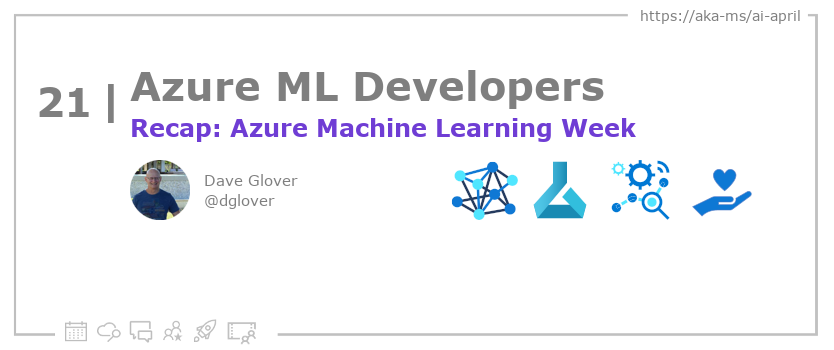 https://aka-ms/ai-april
21 |
Azure ML Developers
Recap: Azure Machine Learning Week
Dave Glover
@dglover